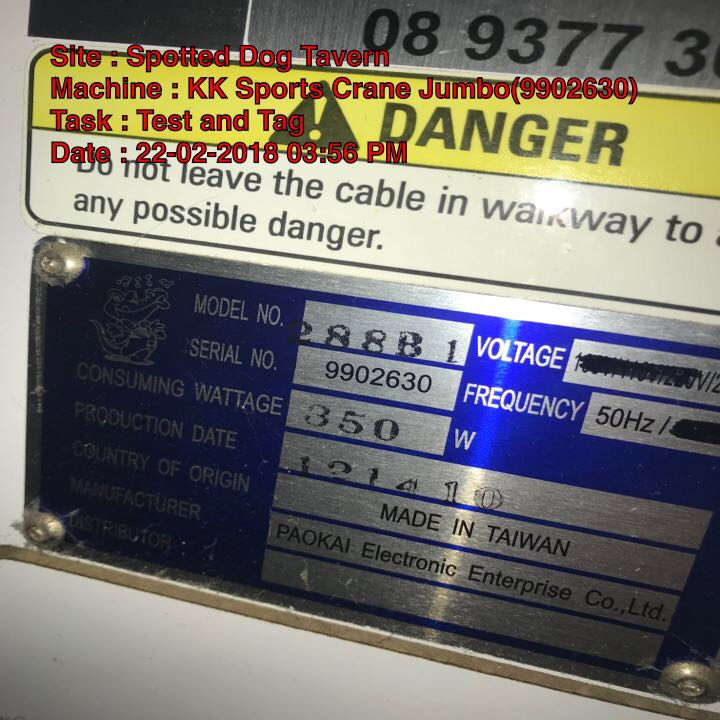 08 9377 3
Site : Spotted Dog Tavern
Machine : KK Sports Crane Jumbo(9902630)
Task : Test and Tag
Date : 22-02-2018 03:56 PM
DANGER
Do not leave the cable in walkway to
any possible danger.
MODEL NO. 288B1 VOLTAGE
SERIAL NO. 9902630 FREQUENCY 50Hz /
CONSUMING WATTAGE 350 W
PRODUCTION DATE 121410
COUNTRY OF ORIGIN MADE IN TAIWAN
MANUFACTURER PAOKAI Electronic Enterprise Co.,Ltd.
DISTRIBUTOR